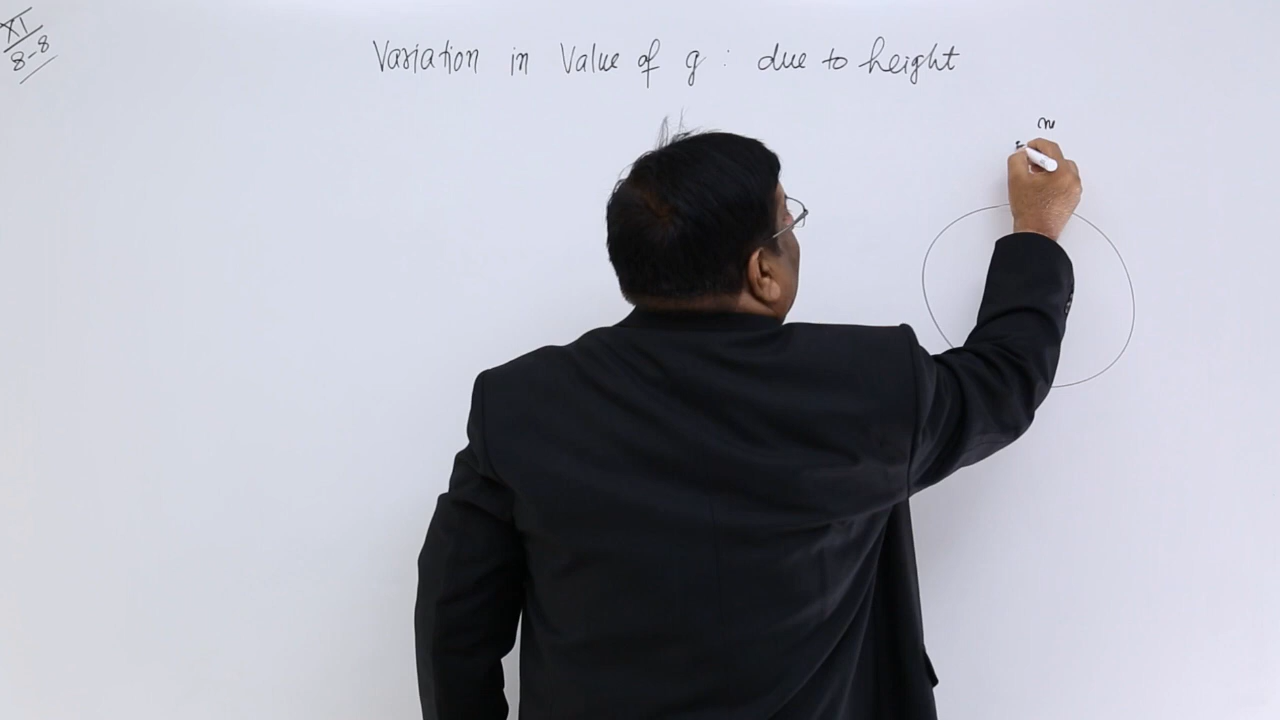 XI
8-8
Variation in Value of g : due to height
m